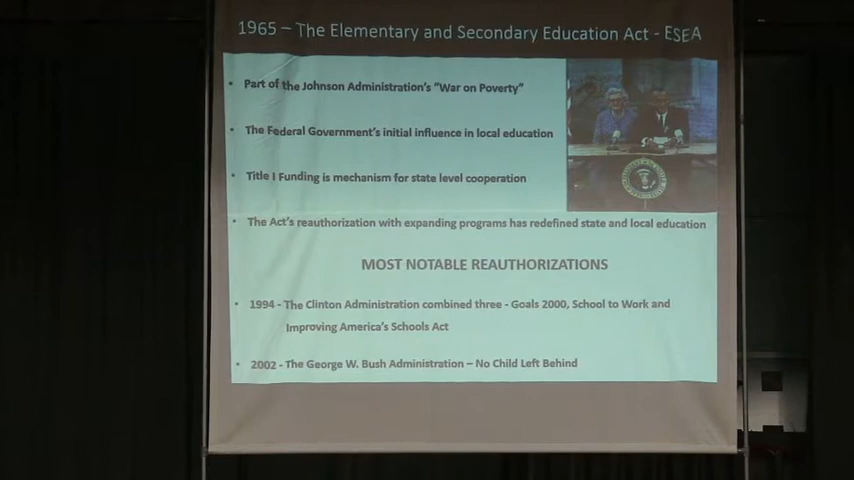 1965 – The Elementary and Secondary Education Act - ESEA
• Part of the Johnson Administration's "War on Poverty"
• The Federal Government's initial influence in local education
• Title I Funding is mechanism for state level cooperation
• The Act's reauthorization with expanding programs has redefined state and local education
MOST NOTABLE REAUTHORIZATIONS
• 1994 - The Clinton Administration combined three - Goals 2000, School to Work and
Improving America's Schools Act
• 2002 - The George W. Bush Administration – No Child Left Behind